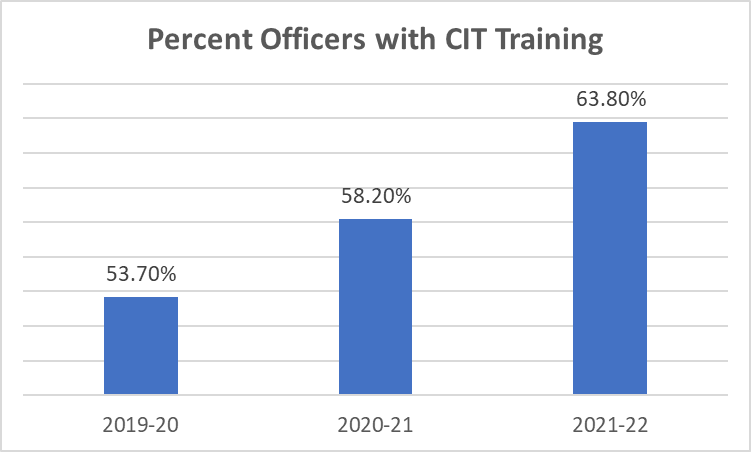 Percent Officers with CIT Training
63.80%
58.20%
53.70%
2019-20 2020-21 2021-22